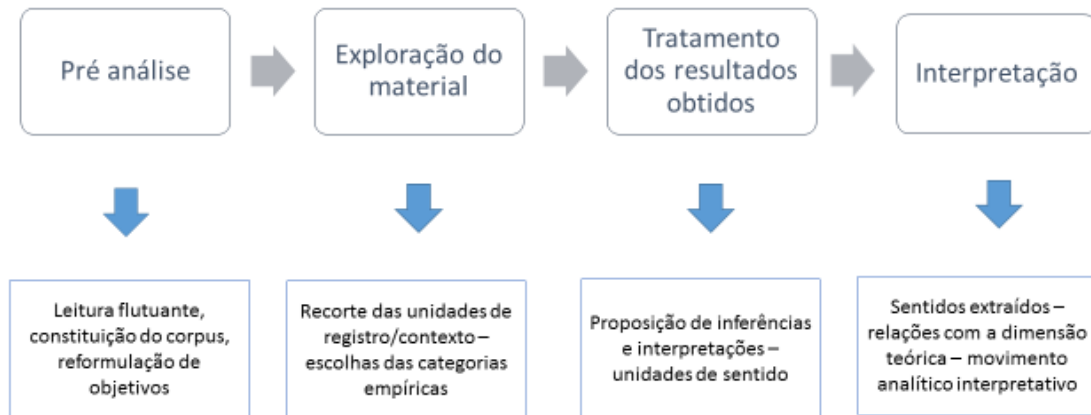 Pré análise
Exploração do
material
Tratamento
dos resultados
obtidos
Interpretação
Leitura flutuante,
constituição do corpus,
reformulação de
objetivos
Recorte das unidades de
registro/contexto –
escolhas das categorias
empíricas
Proposição de inferências
e interpretações –
unidades de sentido
Sentidos extraídos –
relações com a dimensão
teórica – movimento
analítico interpretativo